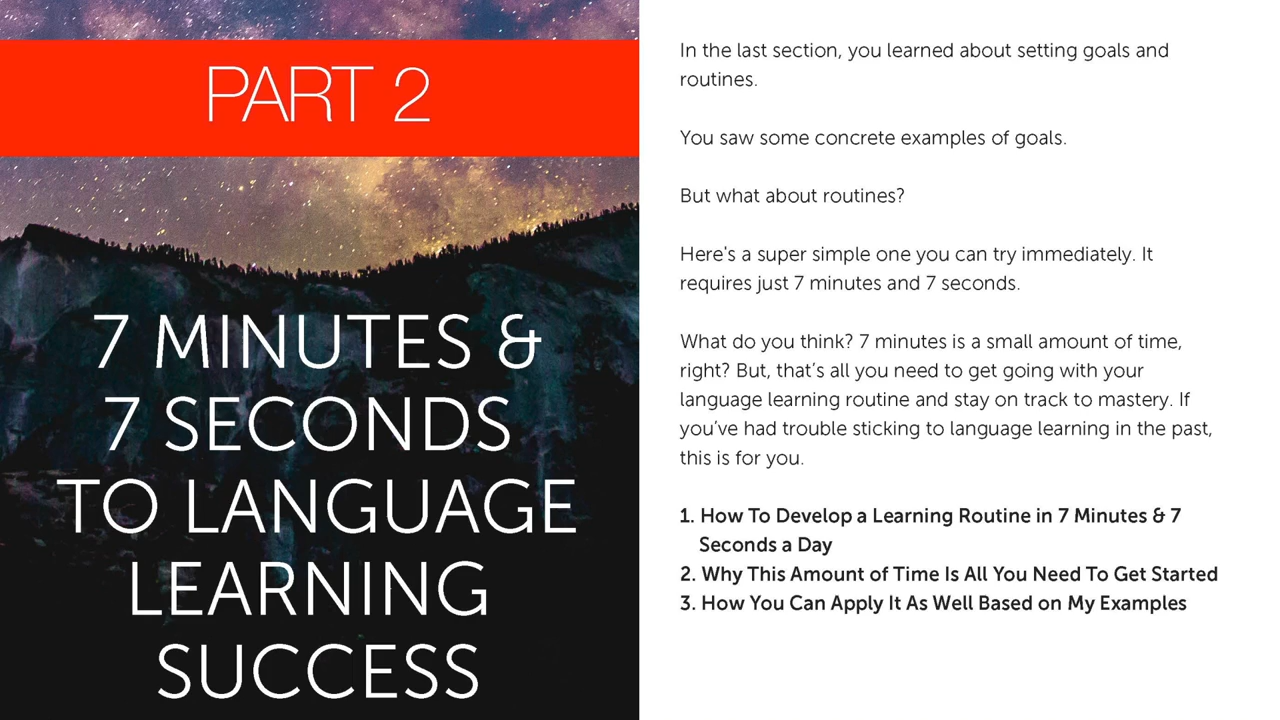 PART 2
7 MINUTES &
7 SECONDS
TO LANGUAGE
LEARNING
SUCCESS
In the last section, you learned about setting goals and
routines.
You saw some concrete examples of goals.
But what about routines?
Here's a super simple one you can try immediately. It
requires just 7 minutes and 7 seconds.
What do you think? 7 minutes is a small amount of time,
right? But, that’s all you need to get going with your
language learning routine and stay on track to mastery. If
you’ve had trouble sticking to language learning in the past,
this is for you.
1. How To Develop a Learning Routine in 7 Minutes & 7
Seconds a Day
2. Why This Amount of Time Is All You Need To Get Started
3. How You Can Apply It As Well Based on My Examples